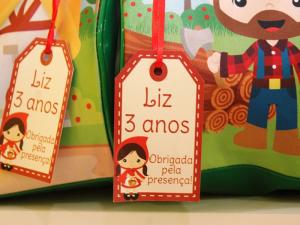 Liz
3 anos
Obrigada
pela
presença!
Liz
3 anos
Obrigada
pela
presença!